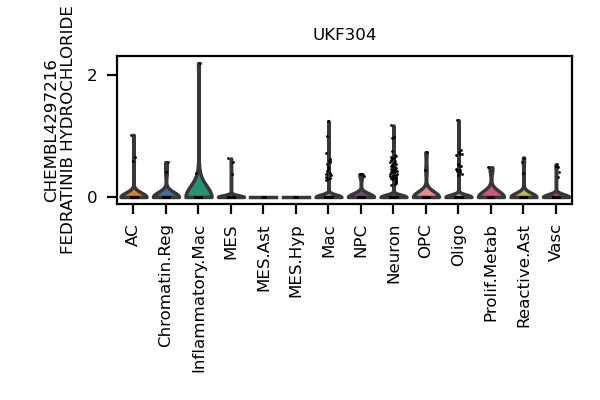 UKF304
CHEMBL4297216
FEDRATINIB HYDROCHLORIDE
2
0
AC
Chromatin.Reg
Inflammatory.Mac
MES
MES.Ast
MES.Hyp
Mac
NPC
Neuron
OPC
Oligo
Prolif.Metab
Reactive.Ast
Vasc